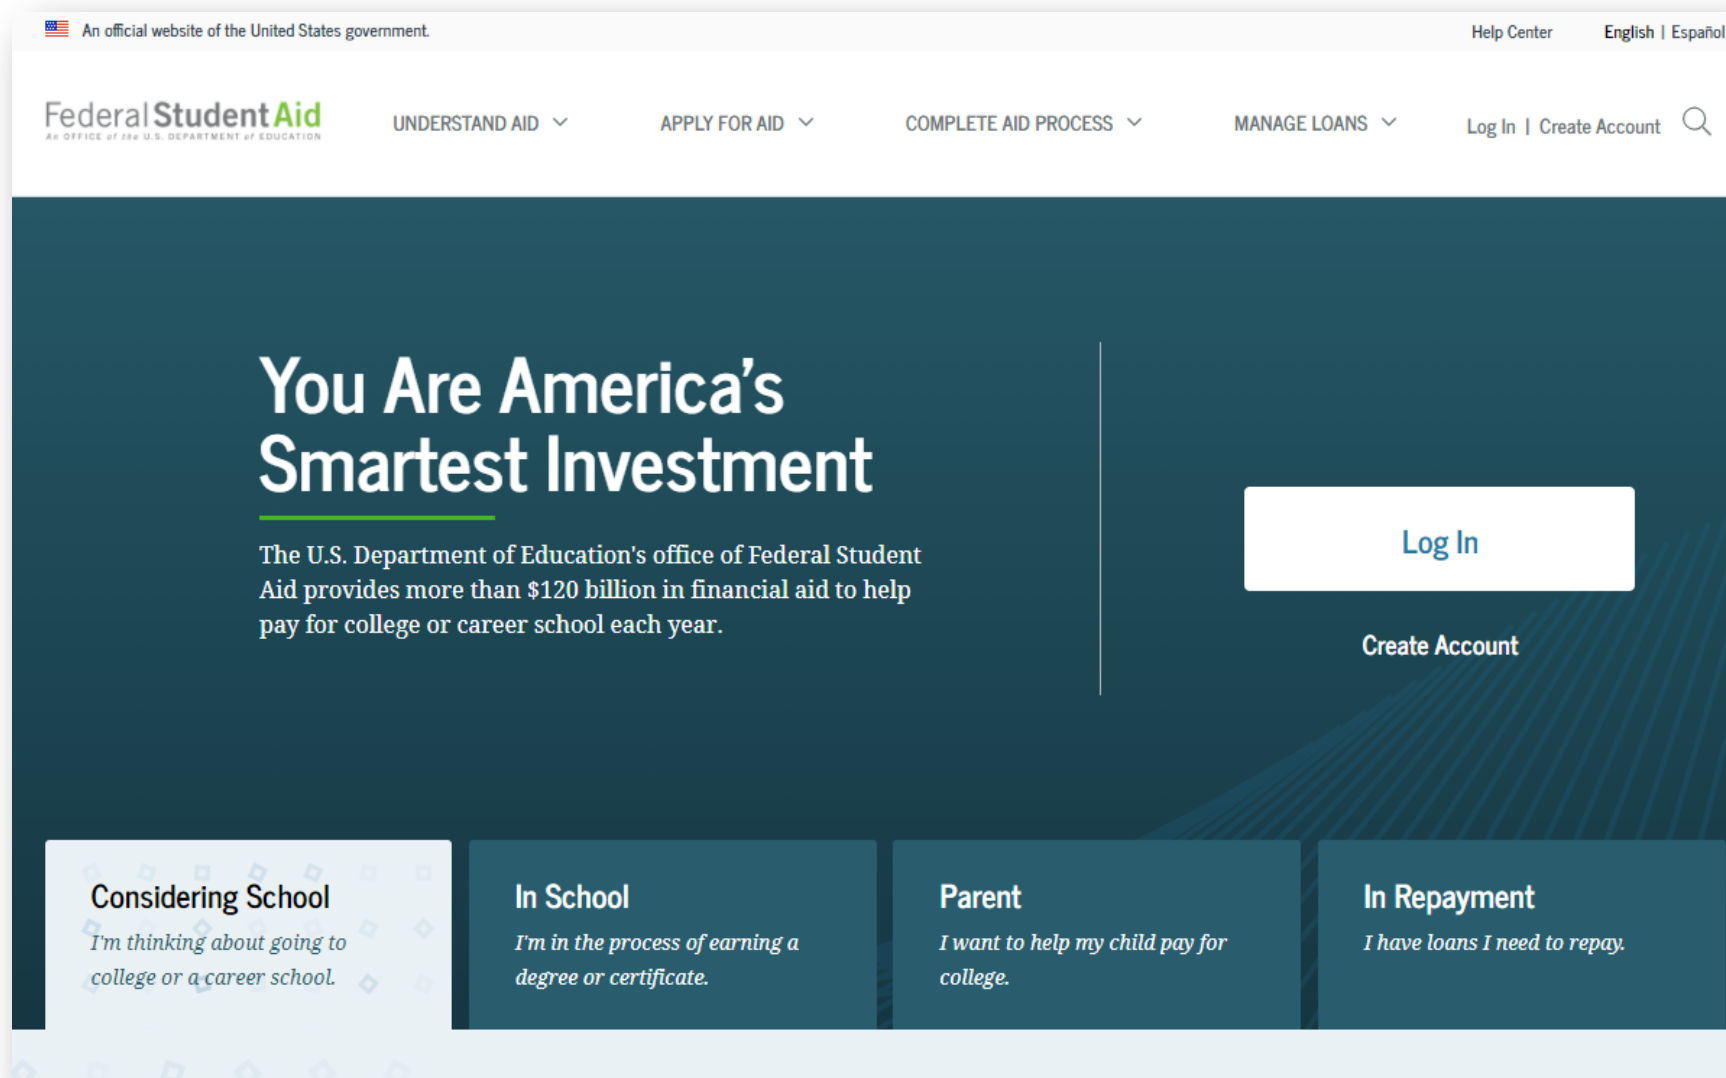 An official website of the United States government.
Help Center English | Español
Federal Student Aid
An OFFICE of the U.S. DEPARTMENT of EDUCATION
UNDERSTAND AID
APPLY FOR AID
COMPLETE AID PROCESS
MANAGE LOANS
Log In | Create Account
You Are America’s
Smartest Investment
The U.S. Department of Education's office of Federal Student
Aid provides more than $120 billion in financial aid to help
pay for college or career school each year.
Log In
Create Account
Considering School
I'm thinking about going to
college or a career school.
In School
I'm in the process of earning a
degree or certificate.
Parent
I want to help my child pay for
college.
In Repayment
I have loans I need to repay.